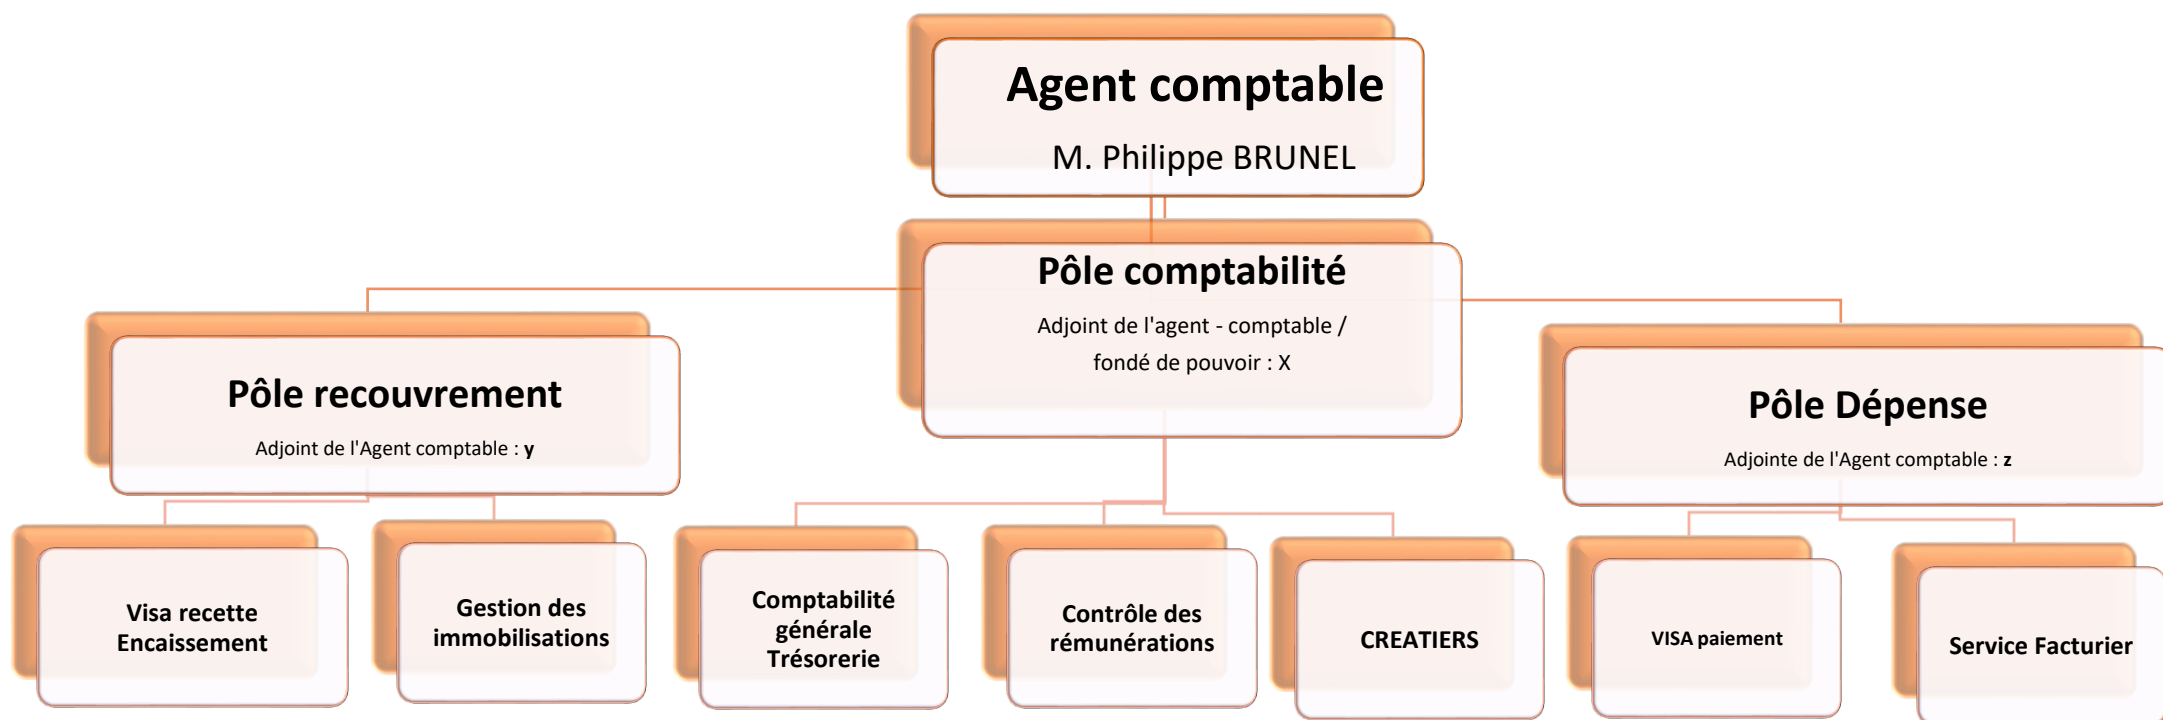 Agent comptable
M. Philippe BRUNEL
Pôle comptabilité
Adjoint de l'agent - comptable /
fondé de pouvoir : X
Pôle recouvrement
Adjoint de l'Agent comptable : y
Pôle Dépense
Adjointe de l'Agent comptable : z
Visa recette
Encaissement
Gestion des
immobilisations
Comptabilité
générale
Trésorerie
Contrôle des
rémunérations
CREATIERS
VISA paiement
Service Facturier